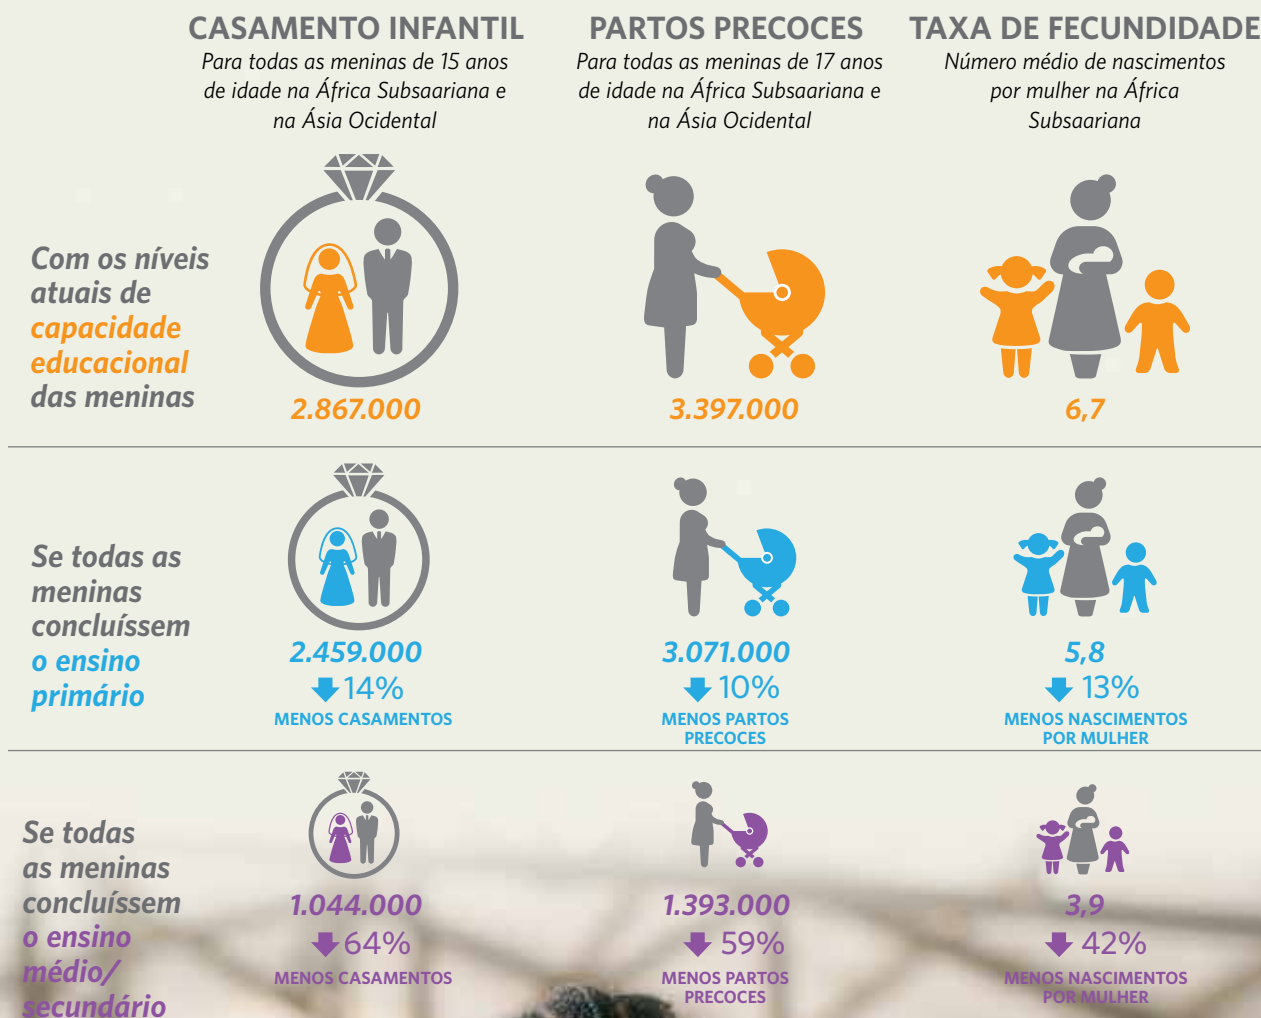 CASAMENTO INFANTIL
Para todas as meninas de 15 anos
de idade na África Subsaariana e
na Ásia Ocidental
PARTOS PRECOCES
Para todas as meninas de 17 anos
de idade na África Subsaariana e
na Ásia Ocidental
TAXA DE FECUNDIDADE
Número médio de nascimentos
por mulher na África
Subsaariana
Com os níveis
atuais de
capacidade
educacional
das meninas
2.867.000
3.397.000
6,7
Se todas as
meninas
concluíssem
o ensino
primário
2.459.000
14%
MENOS CASAMENTOS
3.071.000
10%
MENOS PARTOS
PRECOCES
5,8
13%
MENOS NASCIMENTOS
POR MULHER
Se todas
as meninas
concluíssem
o ensino
médio/
secundário
1.044.000
64%
MENOS CASAMENTOS
1.393.000
59%
MENOS PARTOS
PRECOCES
3,9
42%
MENOS NASCIMENTOS
POR MULHER